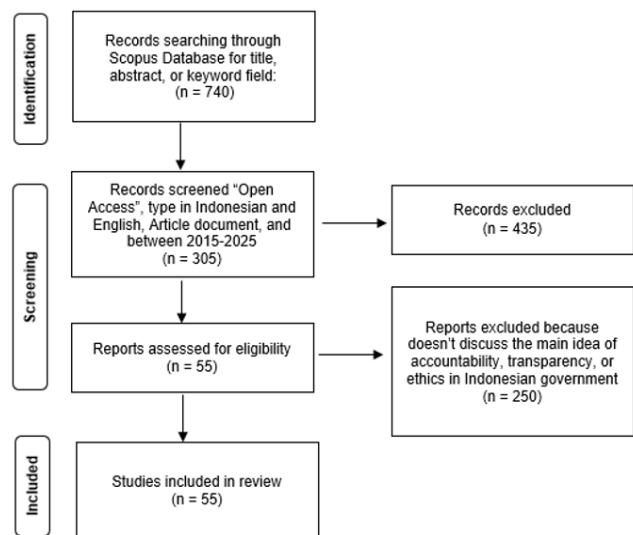 Identification
Records searching through
Scopus Database for title,
abstract, or keyword field:
(n = 740)
Screening
Records screened “Open
Access”, type in Indonesian and
English, Article document, and
between 2015-2025
(n = 305)
Records excluded
(n = 435)
Reports assessed for eligibility
(n = 55)
Reports excluded because
doesn’t discuss the main idea of
accountability, transparency, or
ethics in Indonesian government
(n = 250)
Included
Studies included in review
(n = 55)